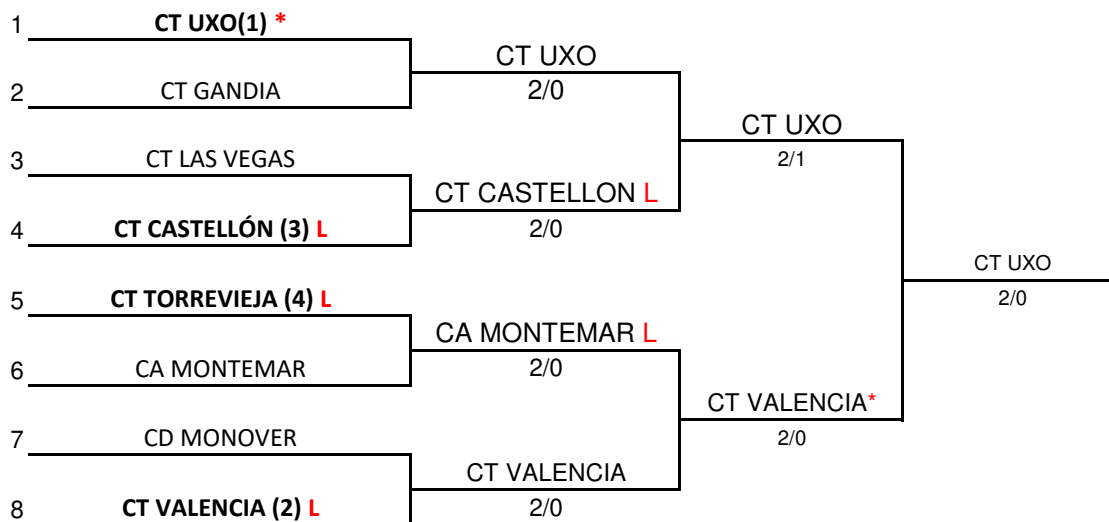 1 CT UXO(1) *
CT UXO
2/0
2 CT GANDIA
CT UXO
2/1
3 CT LAS VEGAS
CT CASTELLON L
2/0
4 CT CASTELLÓN (3) L
CT UXO
2/0
5 CT TORREVIEJA (4) L
CA MONTEMAR L
2/0
6 CA MONTEMAR
CT VALENCIA*
2/0
7 CD MONOVER
CT VALENCIA
2/0
8 CT VALENCIA (2) L